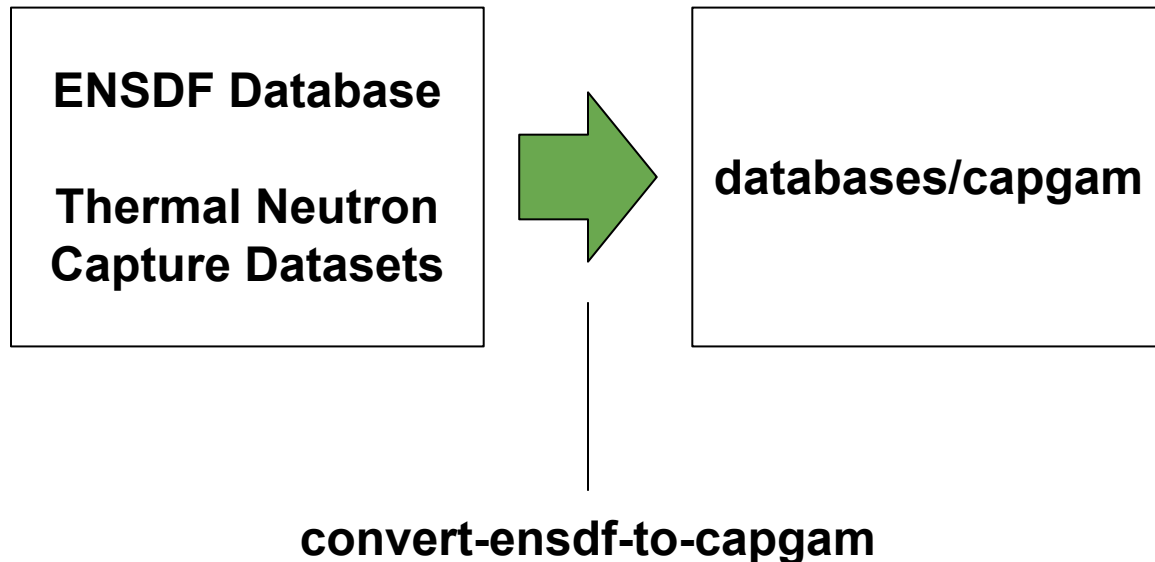 ENSDF Database
Thermal Neutron
Capture Datasets
databases/capgam
convert-ensdf-to-capgam